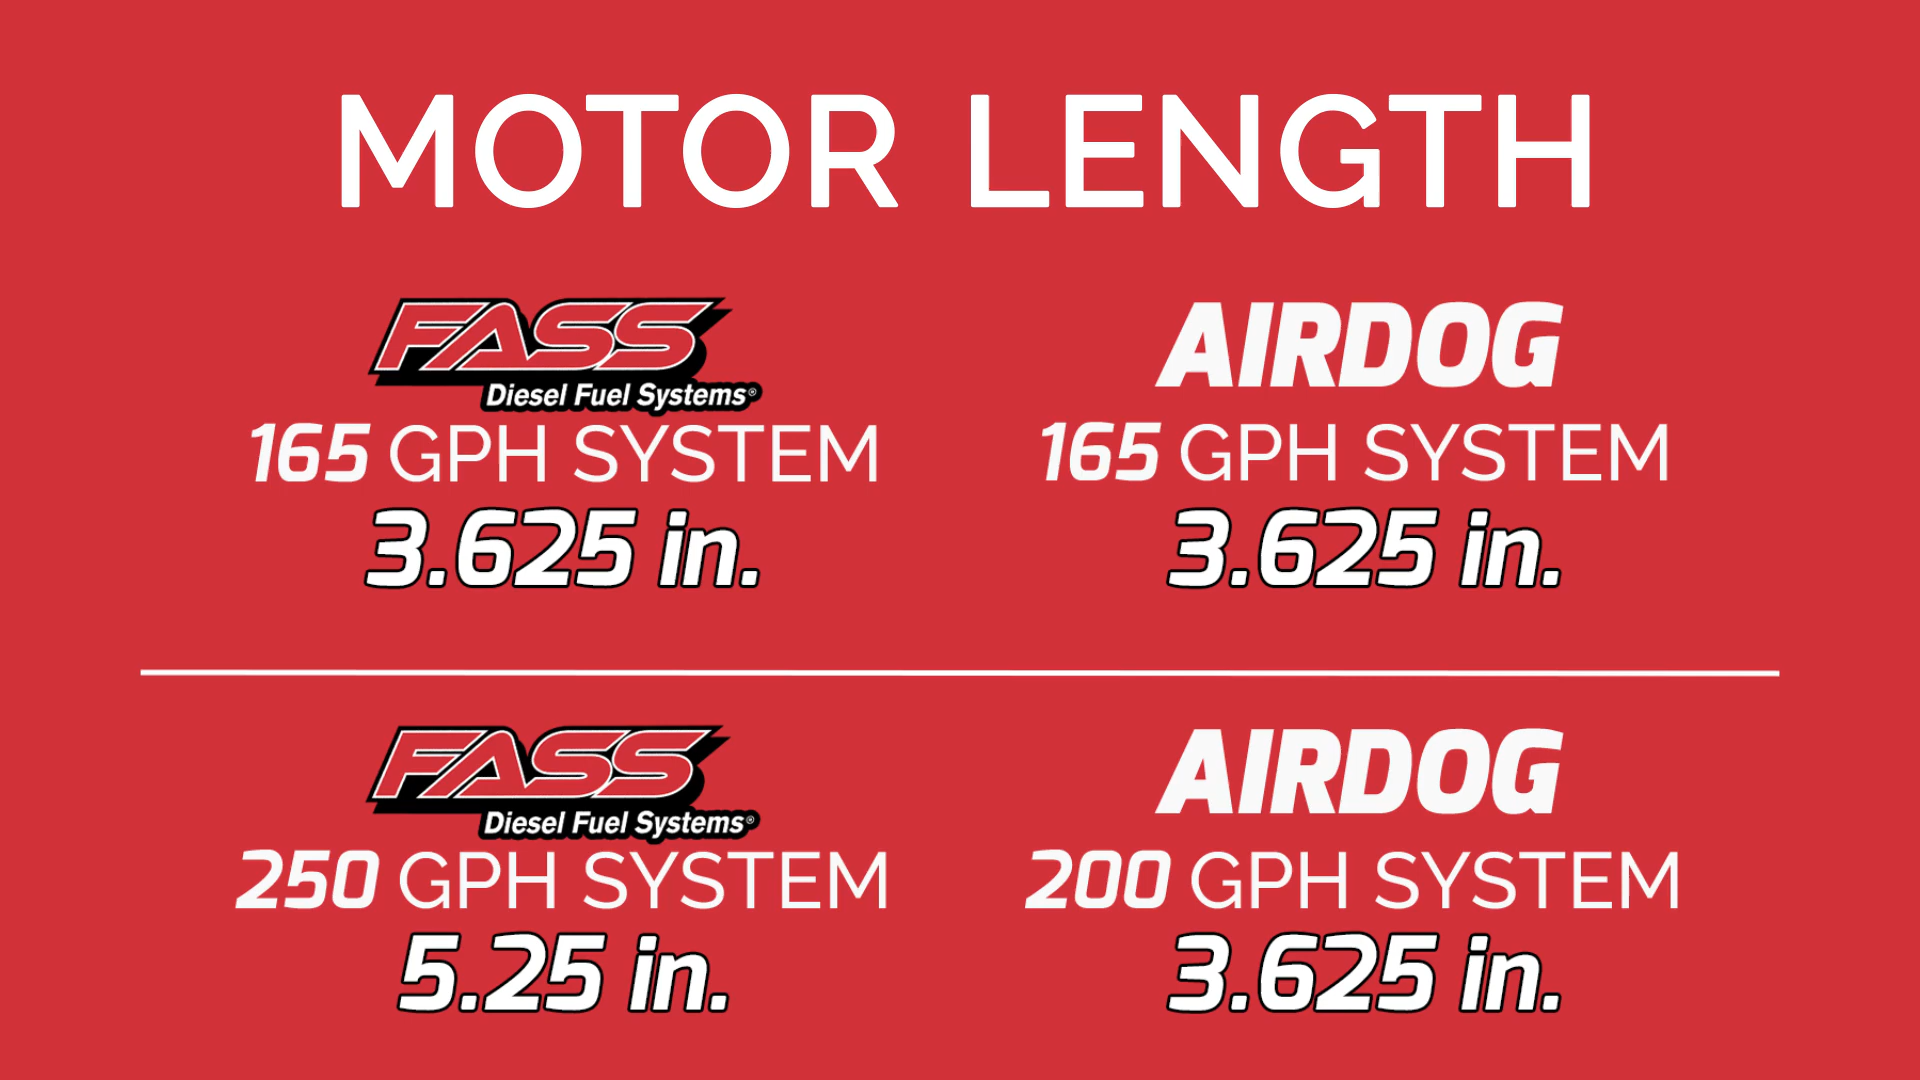 MOTOR LENGTH
FASS
Diesel Fuel Systems®
165 GPH SYSTEM
3.625 in.
AIRDOG
165 GPH SYSTEM
3.625 in.
FASS
Diesel Fuel Systems®
250 GPH SYSTEM
5.25 in.
AIRDOG
200 GPH SYSTEM
3.625 in.